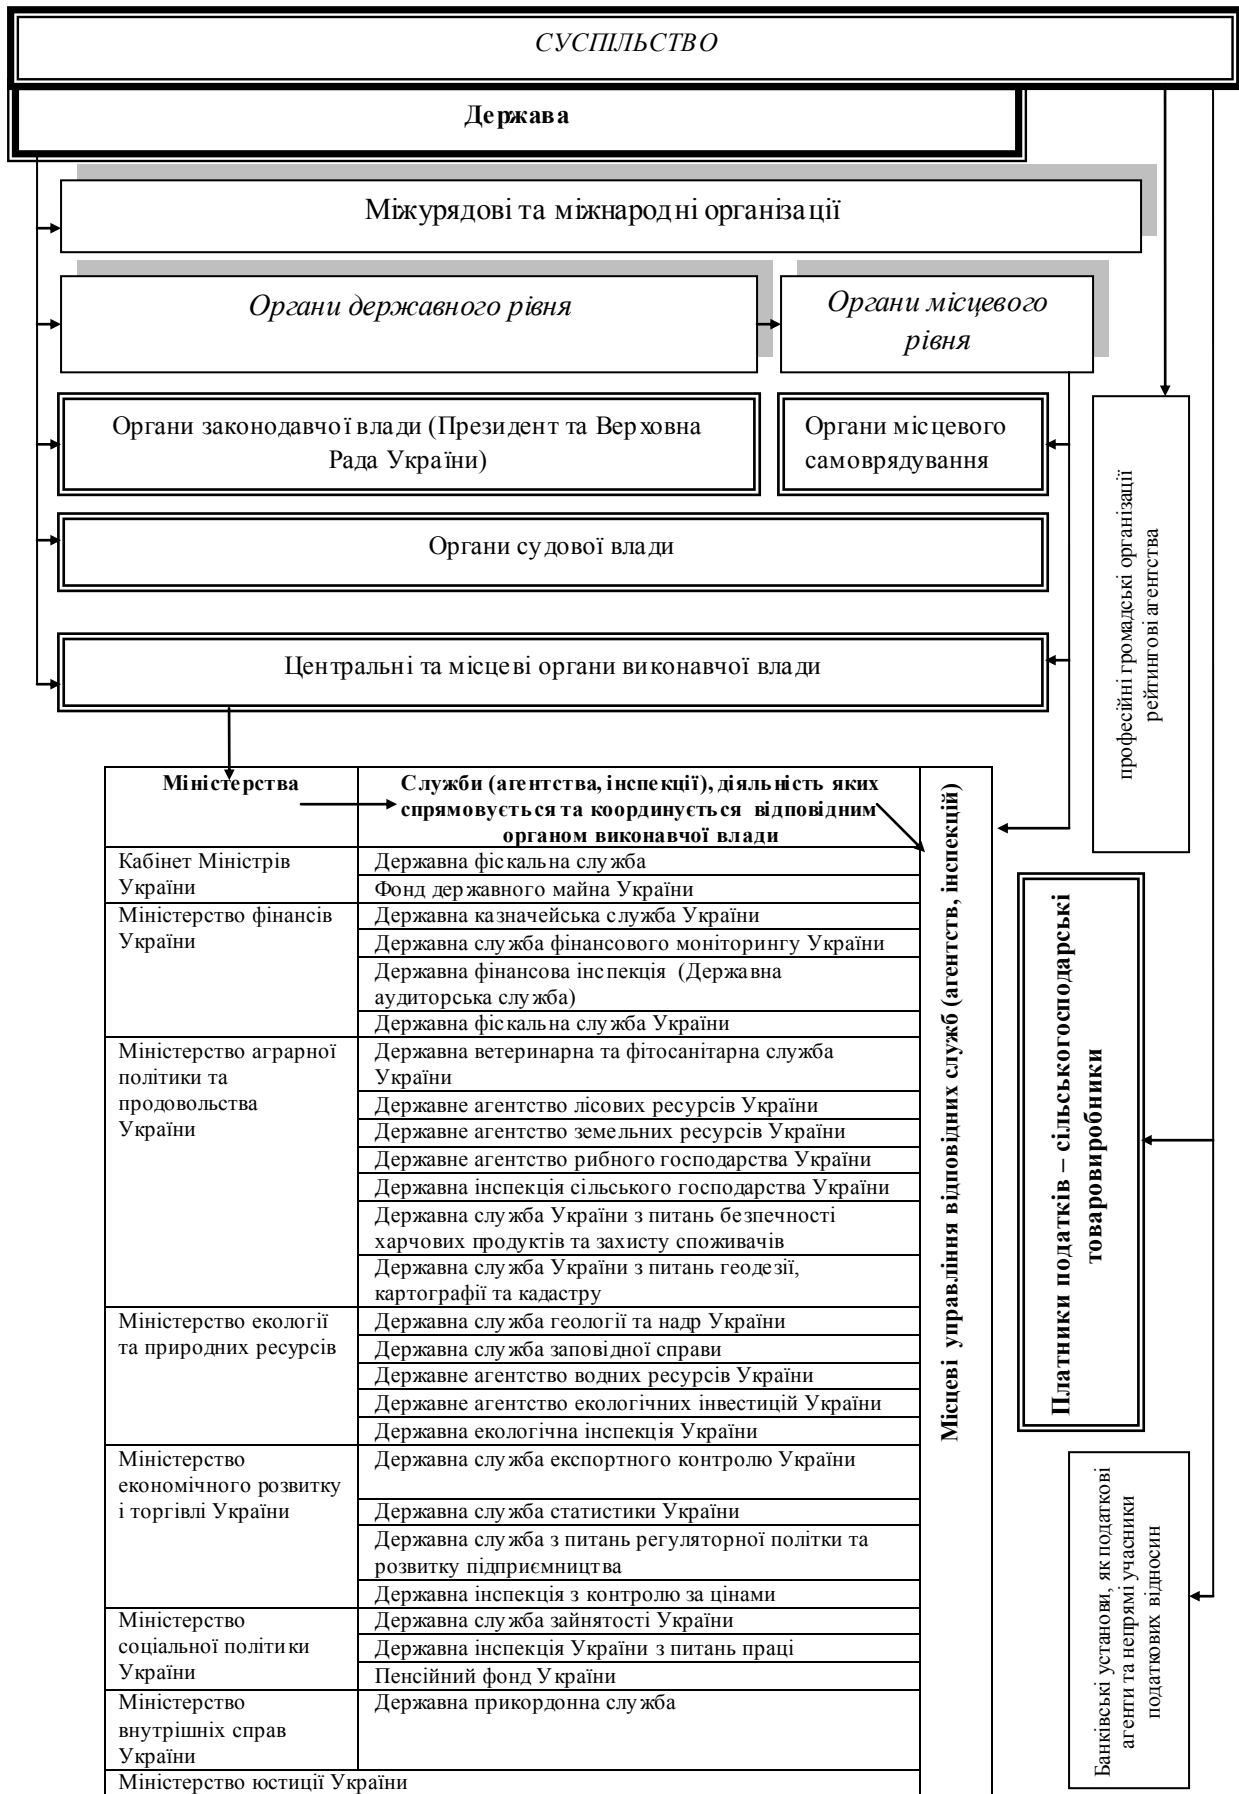 СУСПІЛЬСТВО
Держава
Міжурядові та міжнародні організації
Органи державного рівня
Органи місцевого
рівня
Органи законодавчої влади (Президент та Верховна
Рада України)
Органи місцевого
самоврядування
Органи судової влади
Центральні та місцеві органи виконавчої влади
професійні громадські організації
рейтингові агентства
Міністерства
Служби (агентства, інспекції), діяльність яких
спрямовується та координується відповідним
органом виконавчої влади
Кабінет Міністрів
України
Державна фіскальна служба
Фонд державного майна України
Міністерство фінансів
України
Державна казначейська служба України
Державна служба фінансового моніторингу України
Державна фінансова інспекція (Державна
аудиторська служба)
Державна фіскальна служба України
Міністерство аграрної
політики та
продовольства
України
Державна ветеринарна та фітосанітарна служба
України
Державне агентство лісових ресурсів України
Державне агентство земельних ресурсів України
Державне агентство рибного господарства України
Державна інспекція сільського господарства України
Державна служба України з питань безпечності
харчових продуктів та захисту споживачів
Державна служба України з питань геодезії,
картографії та кадастру
Міністерство екології
та природних ресурсів
Державна служба геології та надр України
Державна служба заповідної справи
Державне агентство водних ресурсів України
Державне агентство екологічних інвестицій України
Державна екологічна інспекція України
Міністерство
економічного розвитку
і торгівлі України
Державна служба експортного контролю України
Державна служба статистики України
Державна служба з питань регуляторної політки та
розвитку підприємництва
Державна інспекція з контролю за цінами
Міністерство
соціальної політики
України
Державна служба зайнятості України
Державна інспекція України з питань праці
Пенсійний фонд України
Міністерство
внутрішніх справ
України
Державна прикордонна служба
Міністерство юстиції України
Місцеві управління відповідних служб (агентств, інспекцій)
Платники податків – сільськогосподарські
товаровиробники
Банківські установи, як податкові
агенти та непрямі учасники
податкових відносин